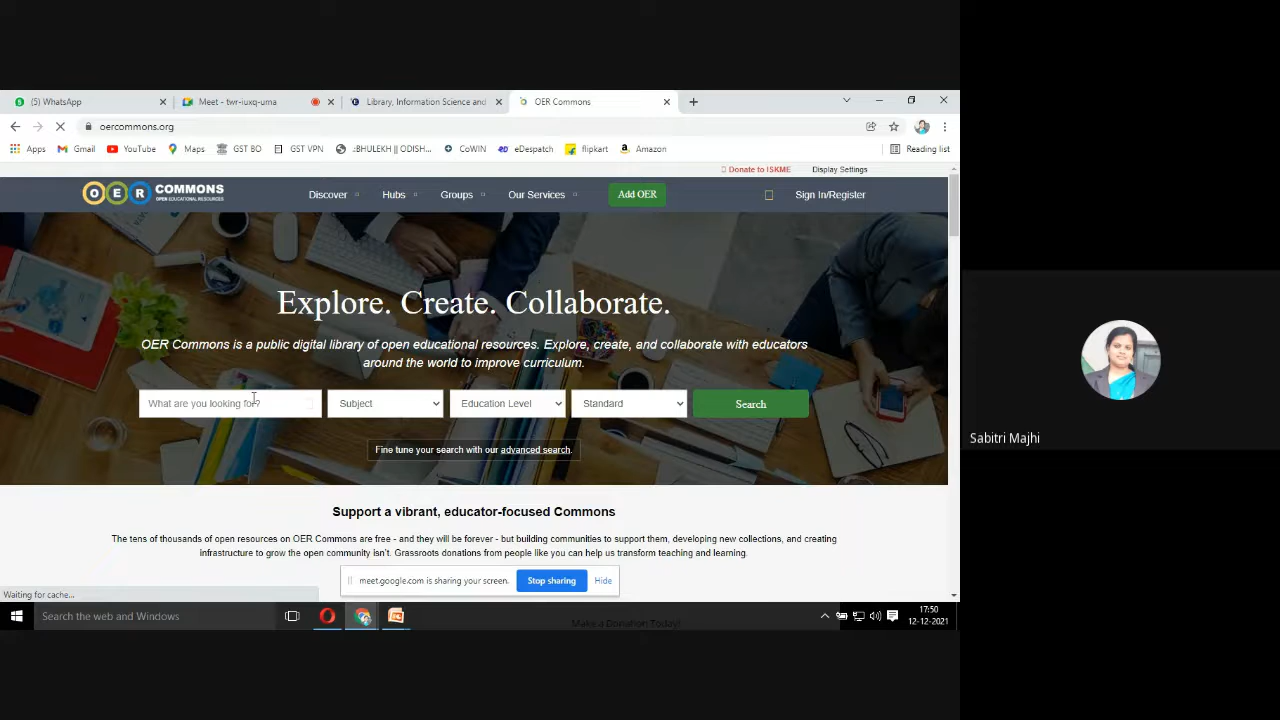 (5) WhatsApp
Meet - twr-iuxq-uma
Library, Information Science and
OER Commons
oercommons.org
Apps
Gmail
YouTube
Maps
GST BO
GST VPN
.:BHULEKH || ODISH...
CoWIN
eDespatch
flipkart
Amazon
Reading list
Donate to ISKME
Display Settings
OER COMMONS
OPEN EDUCATIONAL RESOURCES
Discover
Hubs
Groups
Our Services
Add OER
Sign In/Register
Explore. Create. Collaborate.
OER Commons is a public digital library of open educational resources. Explore, create, and collaborate with educators
around the world to improve curriculum.
What are you looking for?
Subject
Education Level
Standard
Search
Fine tune your search with our advanced search.
Sabitri Majhi
Support a vibrant, educator-focused Commons
The tens of thousands of open resources on OER Commons are free - and they will be forever - but building communities to support them, developing new collections, and creating
infrastructure to grow the open community isn't. Grassroots donations from people like you can help us transform teaching and learning.
meet.google.com is sharing your screen.
Stop sharing
Hide
Waiting for cache...
Search the web and Windows
Make a Donation Today!
17:50
12-12-2021